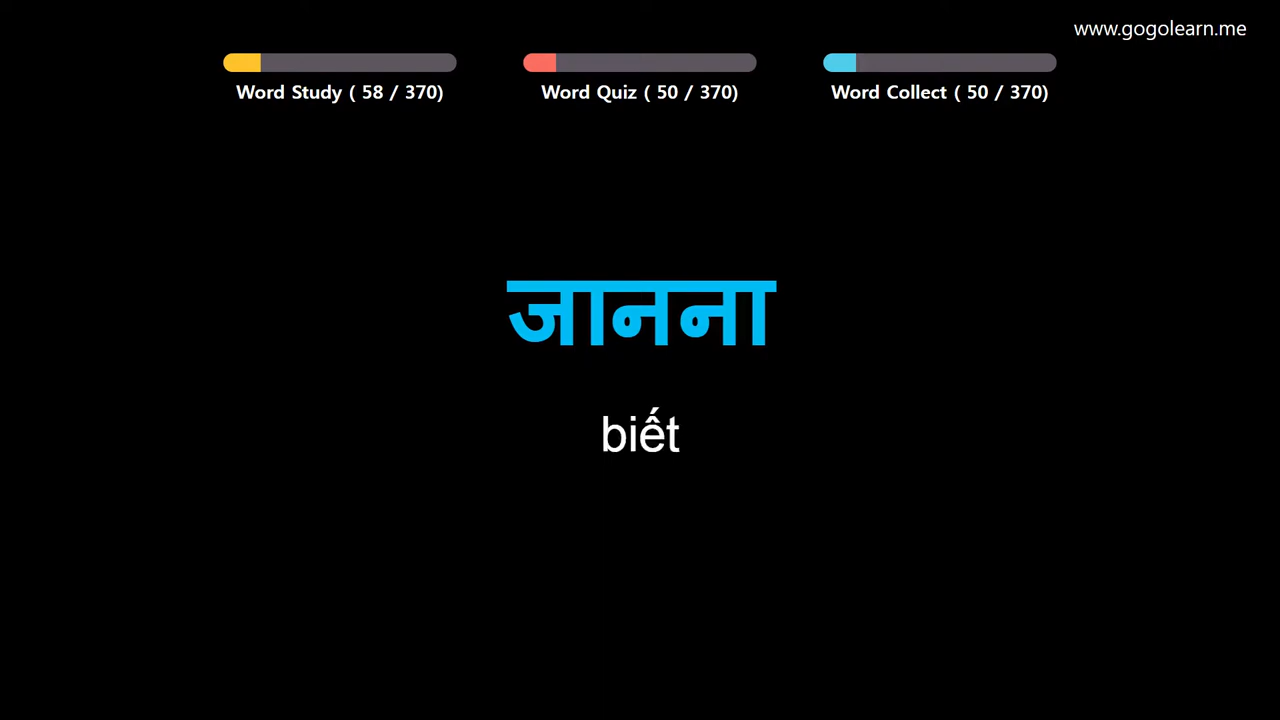 www.gogolearn.me
Word Study ( 58 / 370)
Word Quiz ( 50 / 370)
Word Collect ( 50 / 370)
जानना
biết